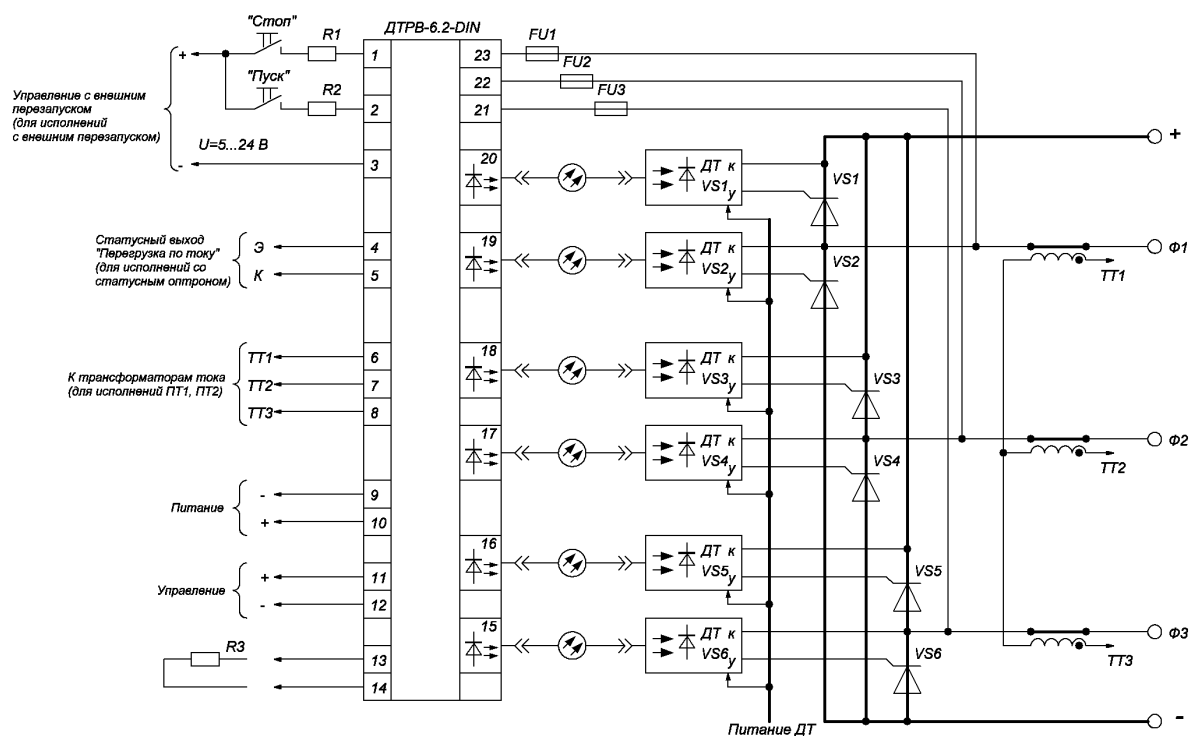 ДТРВ-6.2-DIN
"Стоп"
R1
1
+
"Пуск"
R2
2
Управление с внешним
перезапуском
(для исполнений
с внешним перезапуском)
U=5...24 В
-
3
Статусный выход
"Перегрузка по току"
(для исполнений со
статусным оптроном)
Э
4
К
5
К трансформаторам тока
(для исполнений ПТ1, ПТ2)
ТТ1
6
ТТ2
7
ТТ3
8
Питание
-
9
+
10
Управление
+
11
-
12
R3
13
14
23
FU1
22
FU2
21
FU3
20
ДТ к
VS1 у
VS1
19
ДТ к
VS2 у
VS2
18
ДТ к
VS3 у
VS3
17
ДТ к
VS4 у
VS4
16
ДТ к
VS5 у
VS5
15
ДТ к
VS6 у
VS6
Питание ДТ
+
Ф1
ТТ1
Ф2
ТТ2
Ф3
ТТ3
-